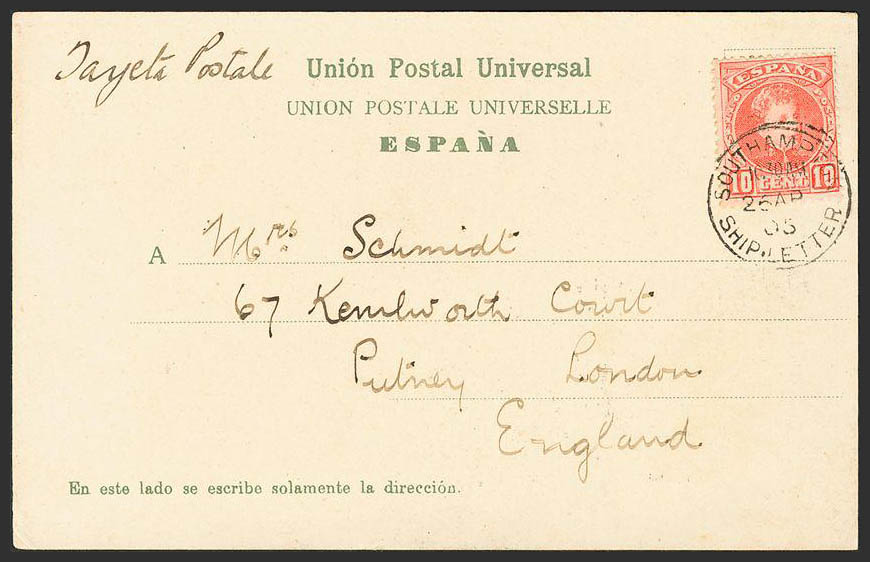 Tarjeta Postale
Unión Postal Universal
UNION POSTALE UNIVERSELLE
ESPAÑA
ESPAÑA
10 CENT. 10
SOUTHAMPTON
26 AP
05
SHIP-LETTER
A Mrs Schmidt
67 Kenilworth Court
Putney London
England
En este lado se escribe solamente la dirección.